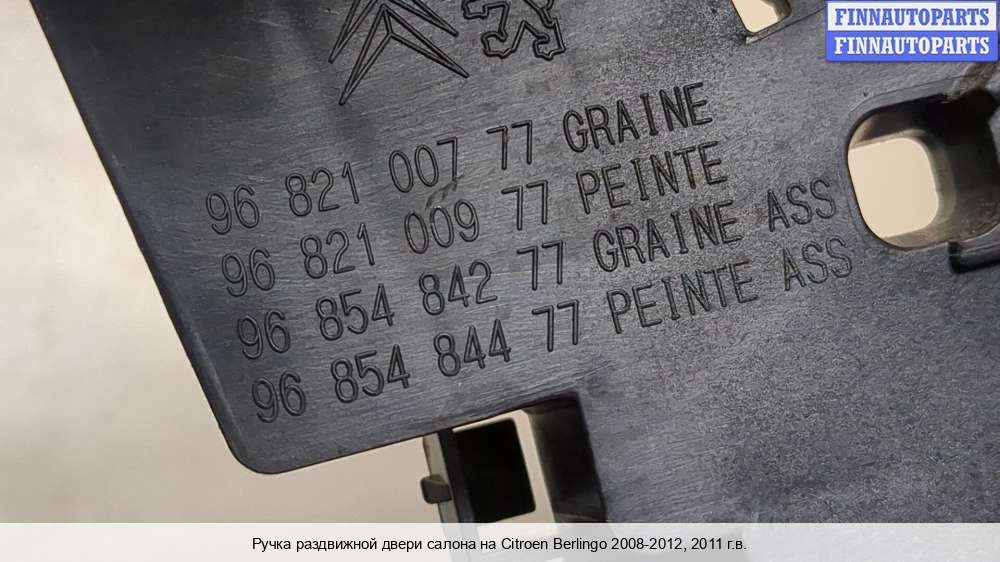 FINNAUTOPARTS
FINNAUTOPARTS
96 821 007 77 GRAINE
96 821 009 77 PEINTE
96 854 842 77 GRAINE ASS
96 854 844 77 PEINTE ASS
Ручка раздвижной двери салона на Citroen Berlingo 2008-2012, 2011 г.в.